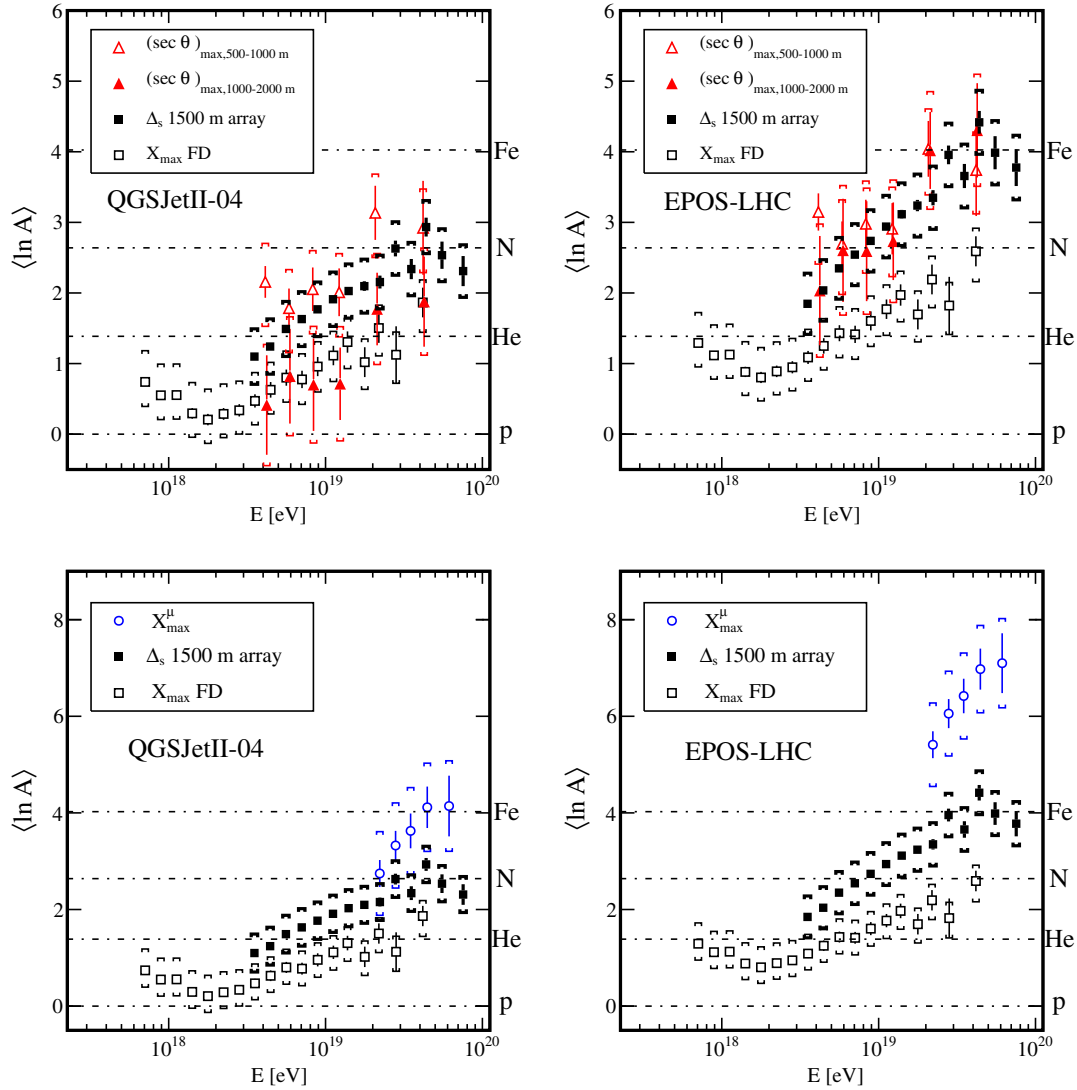 (sec θ)max,500-1000 m
(sec θ)max,1000-2000 m
Δs 1500 m array
Xmax FD
QGSJetII-04
⟨ln A⟩
6
5
4
3
2
1
0
Fe
N
He
p
10^18
10^19
10^20
E [eV]
(sec θ)max,500-1000 m
(sec θ)max,1000-2000 m
Δs 1500 m array
Xmax FD
EPOS-LHC
⟨ln A⟩
6
5
4
3
2
1
0
Fe
N
He
p
10^18
10^19
10^20
E [eV]
X^μ max
Δs 1500 m array
Xmax FD
QGSJetII-04
⟨ln A⟩
8
6
4
2
0
Fe
N
He
p
10^18
10^19
10^20
E [eV]
X^μ max
Δs 1500 m array
Xmax FD
EPOS-LHC
⟨ln A⟩
8
6
4
2
0
Fe
N
He
p
10^18
10^19
10^20
E [eV]